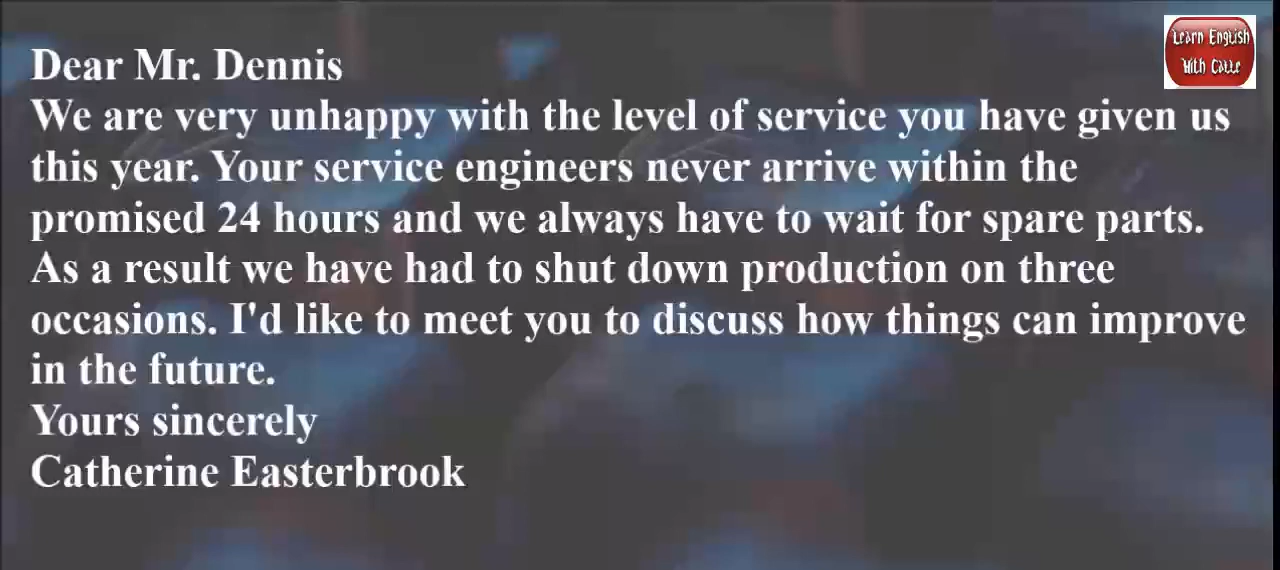 Learn English
With Catte
Dear Mr. Dennis
We are very unhappy with the level of service you have given us
this year. Your service engineers never arrive within the
promised 24 hours and we always have to wait for spare parts.
As a result we have had to shut down production on three
occasions. I'd like to meet you to discuss how things can improve
in the future.
Yours sincerely
Catherine Easterbrook